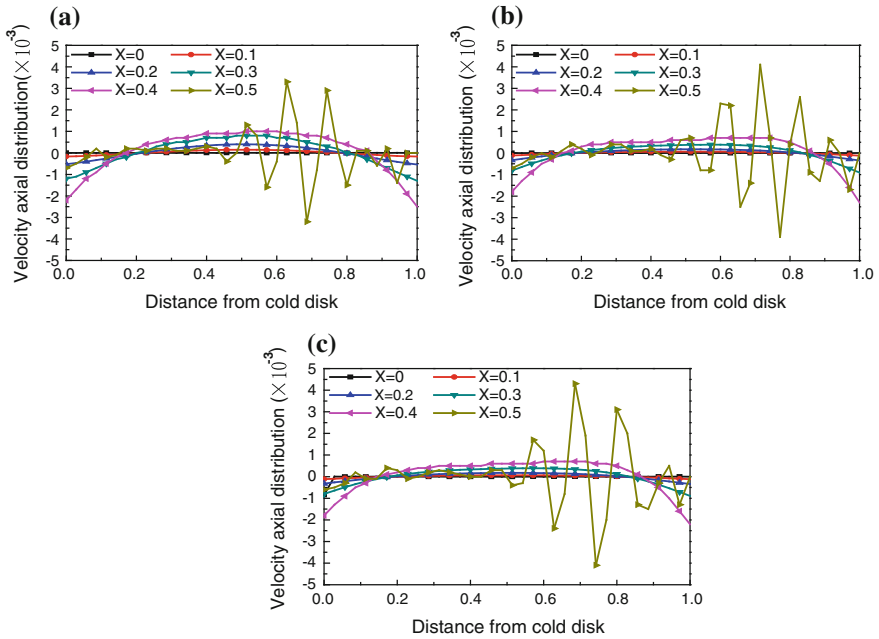 (a)
Velocity axial distribution(×10⁻³)
5
4
3
2
1
0
-1
-2
-3
-4
-5
X=0 X=0.1
X=0.2 X=0.3
X=0.4 X=0.5
0.0 0.2 0.4 0.6 0.8 1.0
Distance from cold disk
(b)
Velocity axial distribution (×10⁻³)
5
4
3
2
1
0
-1
-2
-3
-4
-5
X=0 X=0.1
X=0.2 X=0.3
X=0.4 X=0.5
0.0 0.2 0.4 0.6 0.8 1.0
Distance from cold disk
(c)
Velocity axial distribution (×10⁻³)
5
4
3
2
1
0
-1
-2
-3
-4
-5
X=0 X=0.1
X=0.2 X=0.3
X=0.4 X=0.5
0.0 0.2 0.4 0.6 0.8 1.0
Distance from cold disk